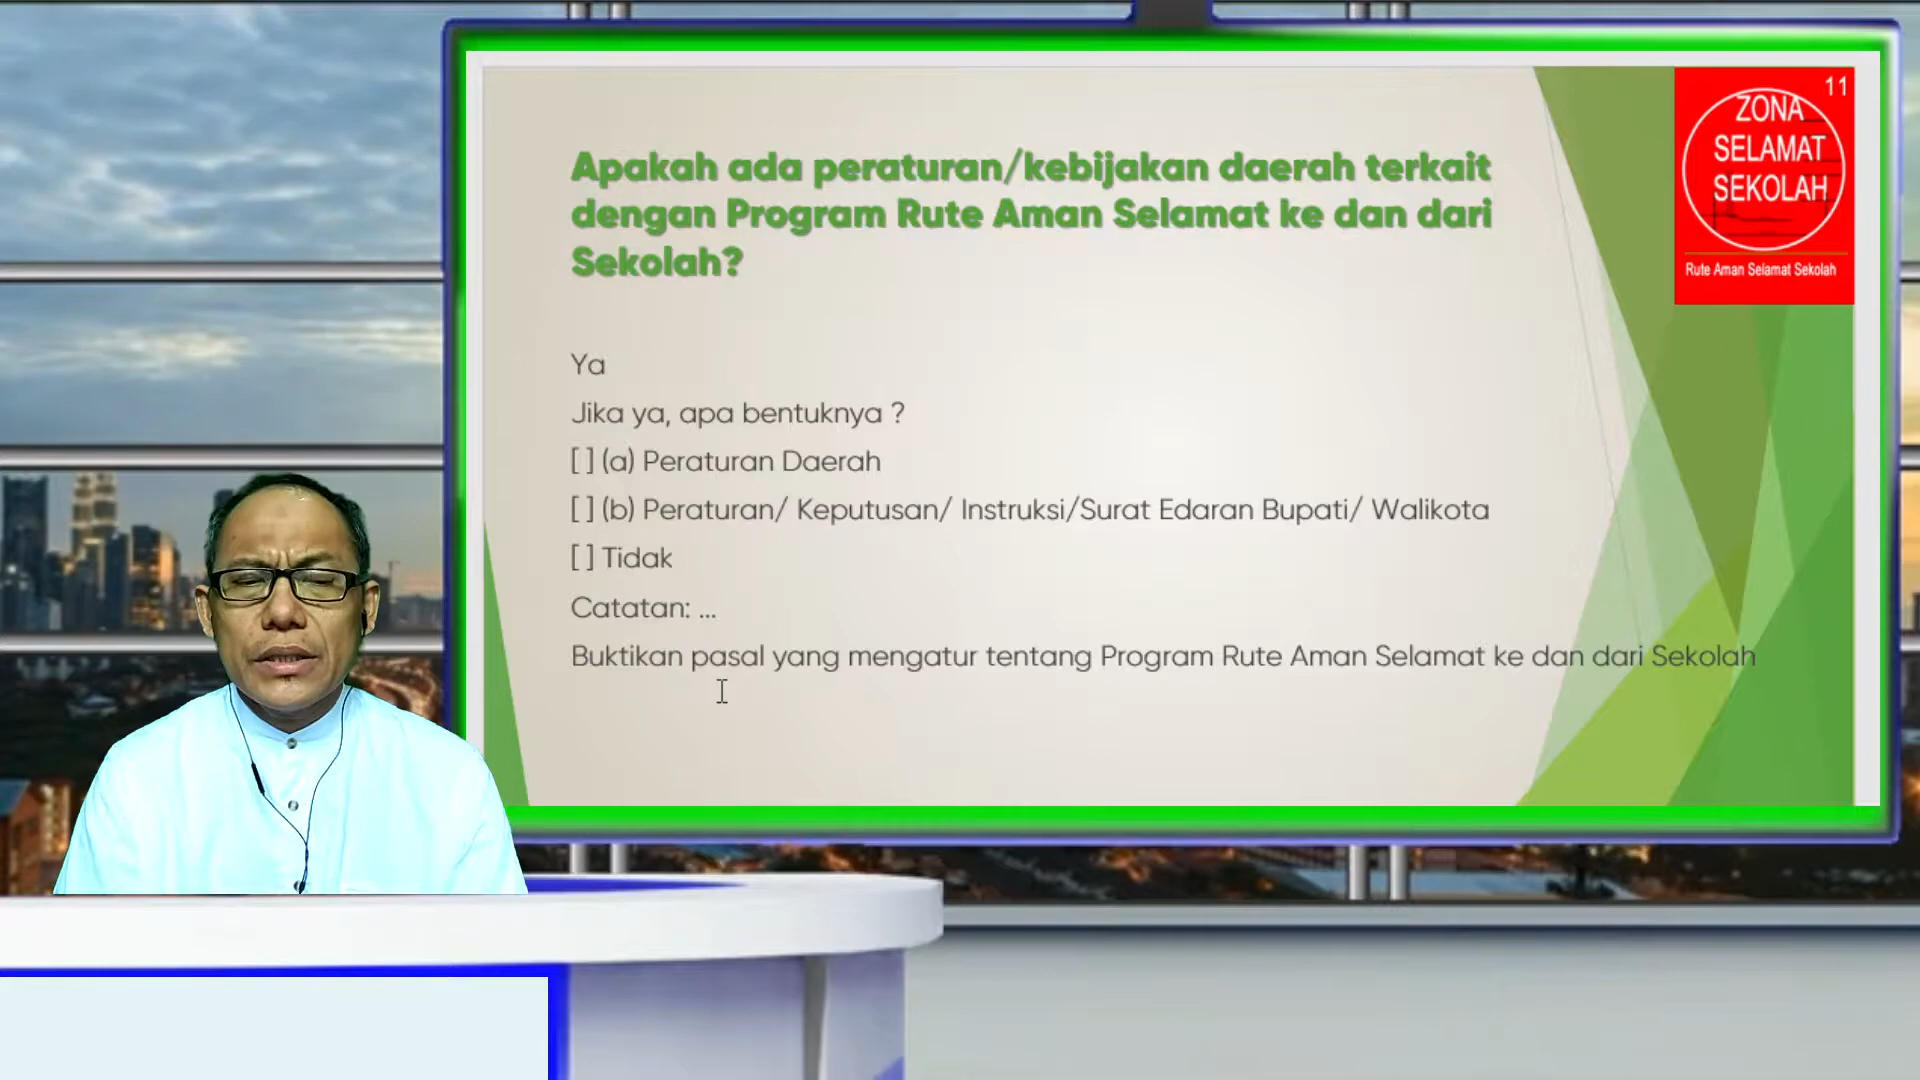 11
ZONA
SELAMAT
SEKOLAH
Rute Aman Selamat Sekolah
Apakah ada peraturan/kebijakan daerah terkait
dengan Program Rute Aman Selamat ke dan dari
Sekolah?
Ya
Jika ya, apa bentuknya ?
[ ] (a) Peraturan Daerah
[ ] (b) Peraturan/ Keputusan/ Instruksi/Surat Edaran Bupati/ Walikota
[ ] Tidak
Catatan: ...
Buktikan pasal yang mengatur tentang Program Rute Aman Selamat ke dan dari Sekolah